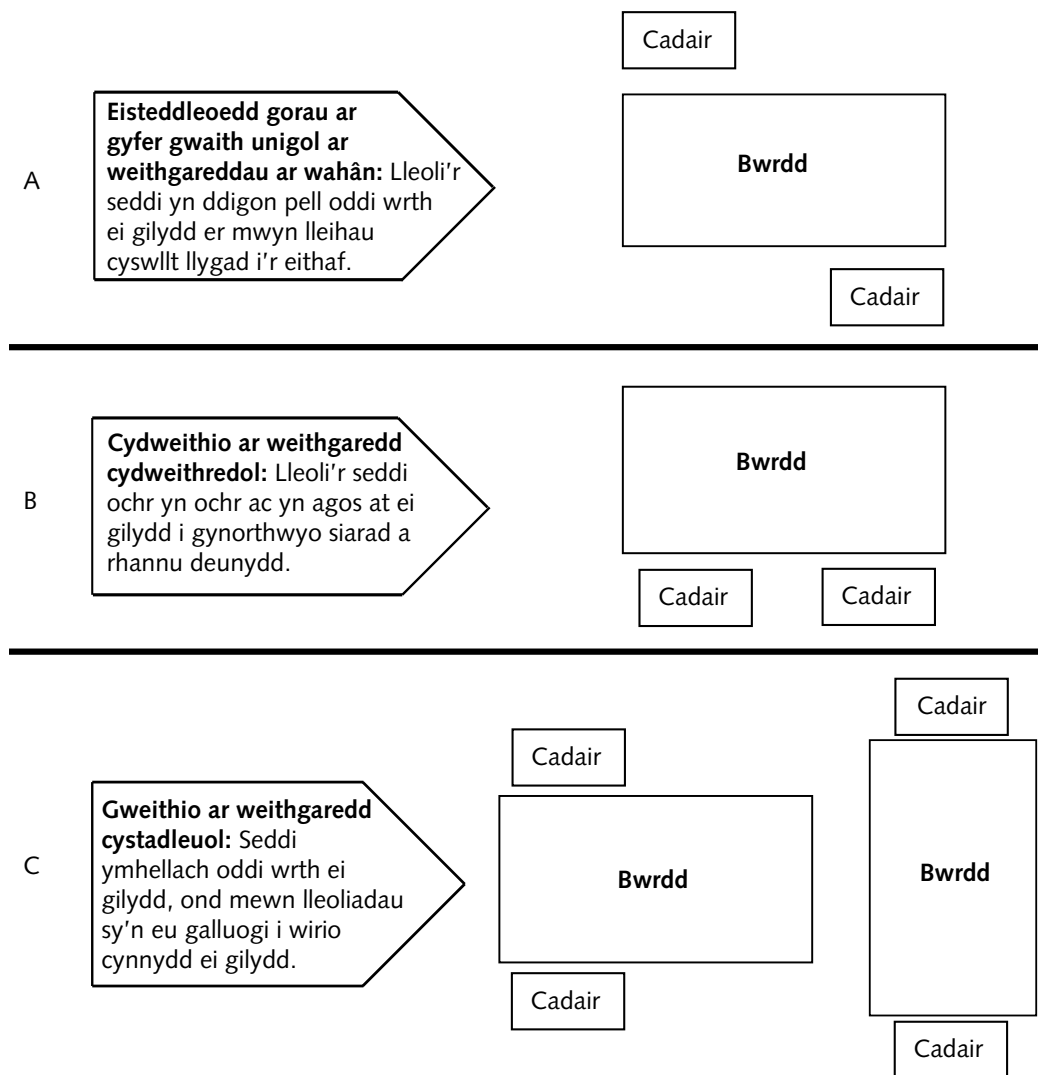 Cadair
A
Eisteddleoedd gorau ar
gyfer gwaith unigol ar
weithgareddau ar wahân: Lleoli'r
seddi yn ddigon pell oddi wrth
ei gilydd er mwyn lleihau
cyswllt llygad i'r eithaf.
Bwrdd
Cadair
B
Cydweithio ar weithgaredd
cydweithredol: Lleoli'r seddi
ochr yn ochr ac yn agos at ei
gilydd i gynorthwyo siarad a
rhannu deunydd.
Bwrdd
Cadair
Cadair
C
Gweithio ar weithgaredd
cystadleuol: Seddi
ymhellach oddi wrth ei
gilydd, ond mewn lleoliadau
sy'n eu galluogi i wirio
cynnydd ei gilydd.
Cadair
Bwrdd
Cadair
Cadair
Bwrdd
Cadair